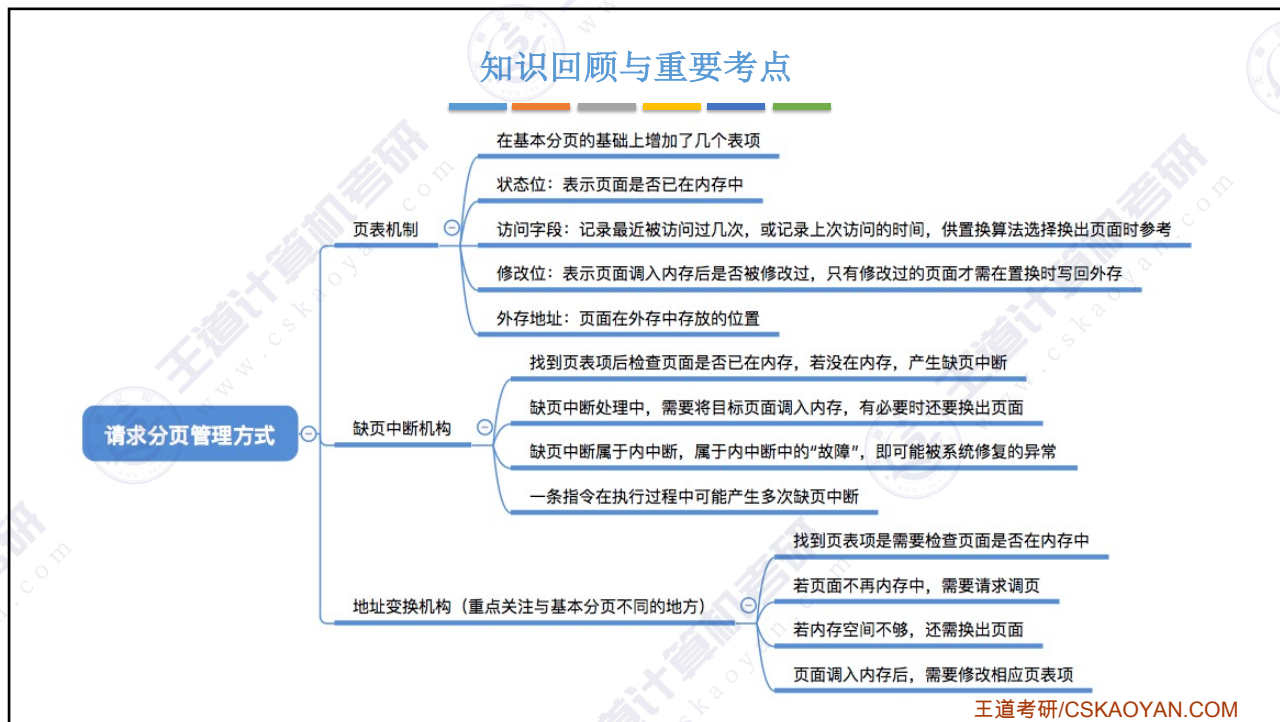 知识回顾与重要考点
在基本分页的基础上增加了几个表项
状态位：表示页面是否已在内存中
页表机制
访问字段：记录最近被访问过几次，或记录上次访问的时间，供置换算法选择换出页面时参考
修改位：表示页面调入内存后是否被修改过，只有修改过的页面才需在置换时写回外存
外存地址：页面在外存中存放的位置
请求分页管理方式
找到页表项后检查页面是否已在内存，若没在内存，产生缺页中断
缺页中断机构
缺页中断处理中，需要将目标页面调入内存，有必要时还要换出页面
缺页中断属于内中断，属于内中断中的“故障”，即可能被系统修复的异常
一条指令在执行过程中可能产生多次缺页中断
找到页表项是需要检查页面是否在内存中
地址变换机构（重点关注与基本分页不同的地方）
若页面不再内存中，需要请求调页
若内存空间不够，还需换出页面
页面调入内存后，需要修改相应页表项
王道考研/CSKAOYAN.COM
王道计算机考研
www.cskaoyan.com